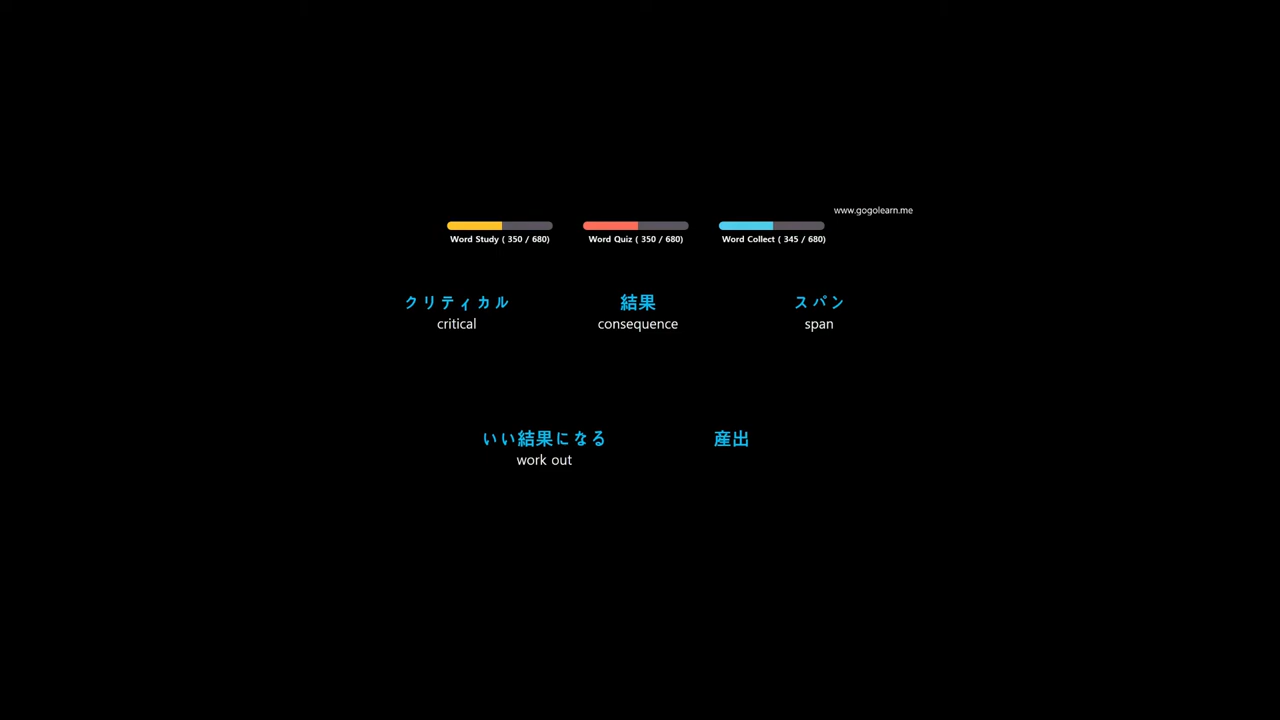 www.gogolearn.me
Word Study ( 350 / 680)
Word Quiz ( 350 / 680)
Word Collect ( 345 / 680)
クリティカル
critical
結果
consequence
スパン
span
いい結果になる
work out
産出